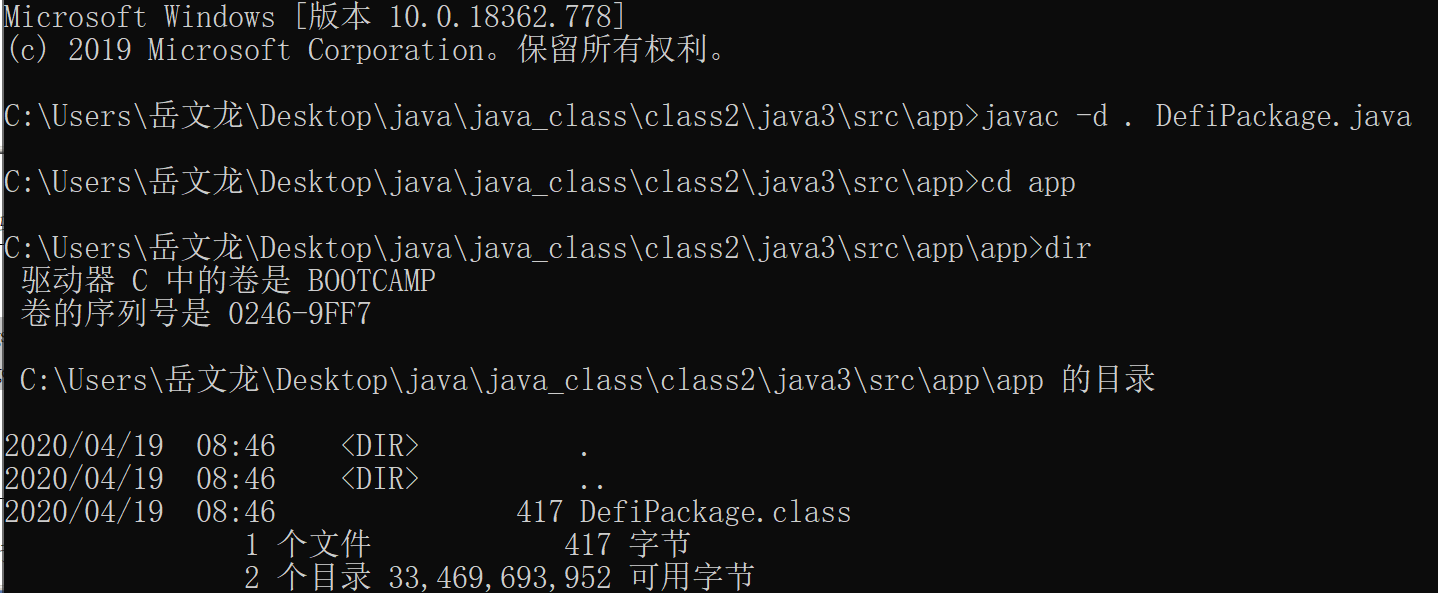 Microsoft Windows [版本 10.0.18362.778]
(c) 2019 Microsoft Corporation。保留所有权利。
C:\Users\岳文龙\Desktop\java\java_class\class2\java3\src\app>javac -d . DefiPackage.java
C:\Users\岳文龙\Desktop\java\java_class\class2\java3\src\app>cd app
C:\Users\岳文龙\Desktop\java\java_class\class2\java3\src\app\app>dir
驱动器 C 中的卷是 BOOTCAMP
卷的序列号是 0246-9FF7
C:\Users\岳文龙\Desktop\java\java_class\class2\java3\src\app\app 的目录
2020/04/19  08:46    <DIR>          .
2020/04/19  08:46    <DIR>          ..
2020/04/19  08:46               417 DefiPackage.class
1 个文件            417 字节
2 个目录 33,469,693,952 可用字节